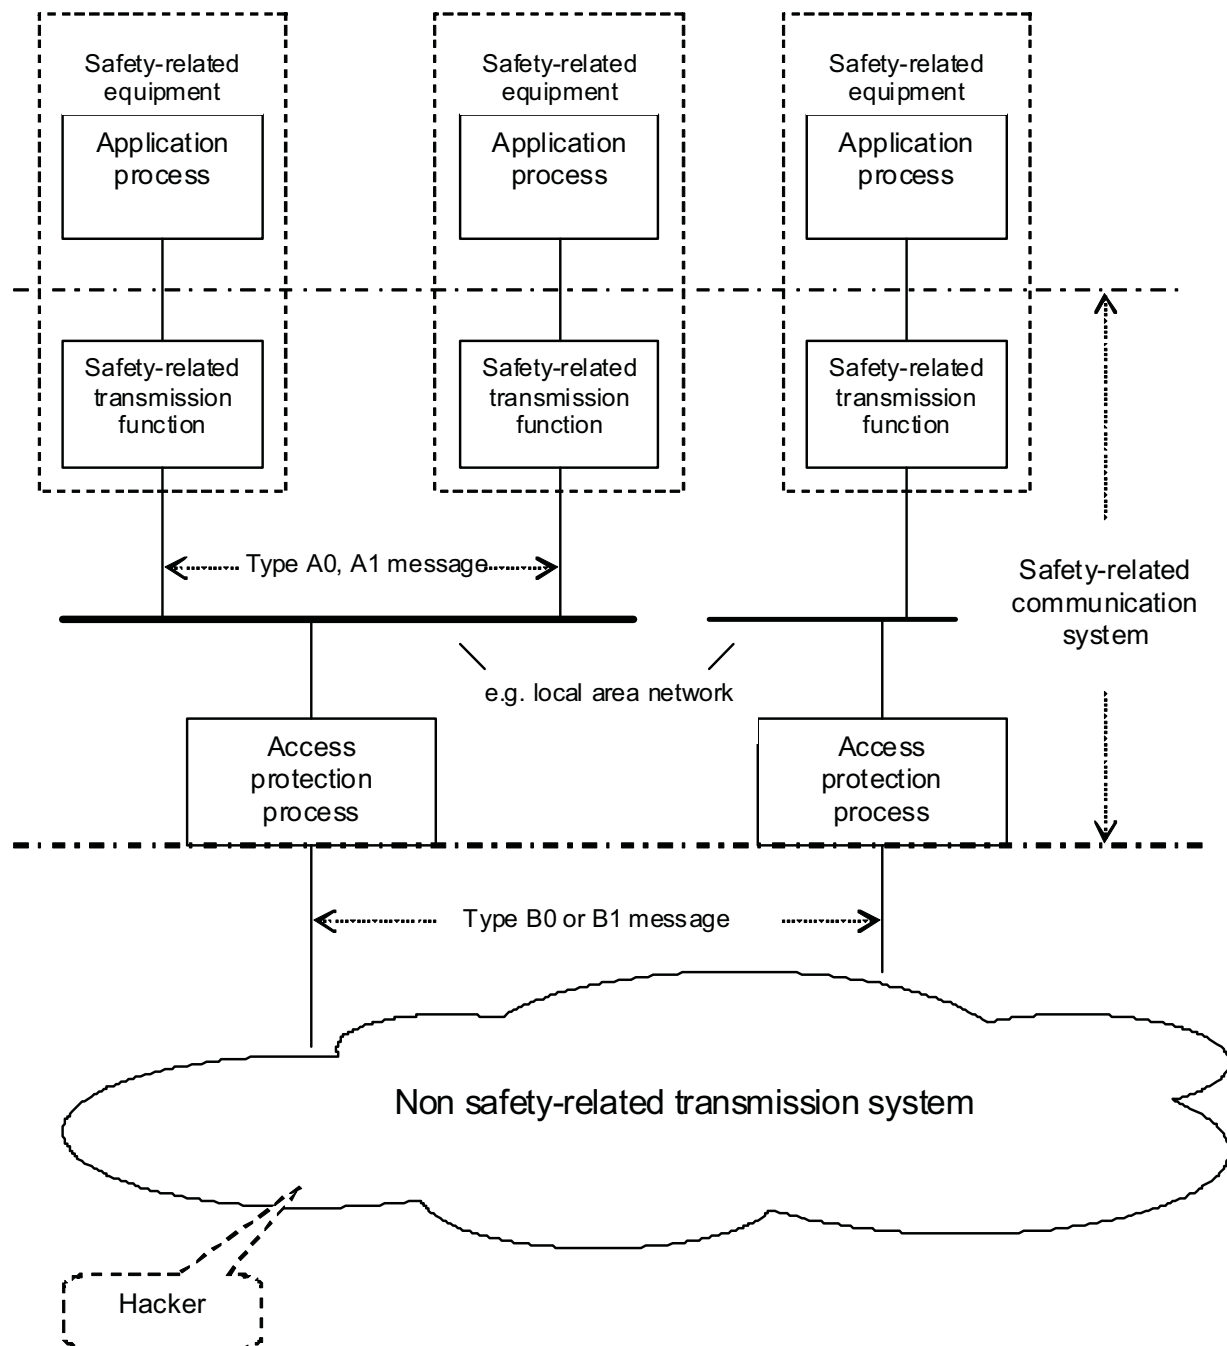 Safety-related
equipment
Application
process
Safety-related
equipment
Application
process
Safety-related
equipment
Application
process
Safety-related
transmission
function
Safety-related
transmission
function
Safety-related
transmission
function
Type A0, A1 message
Safety-related
communication
system
e.g. local area network
Access
protection
process
Access
protection
process
Type B0 or B1 message
Non safety-related transmission system
Hacker